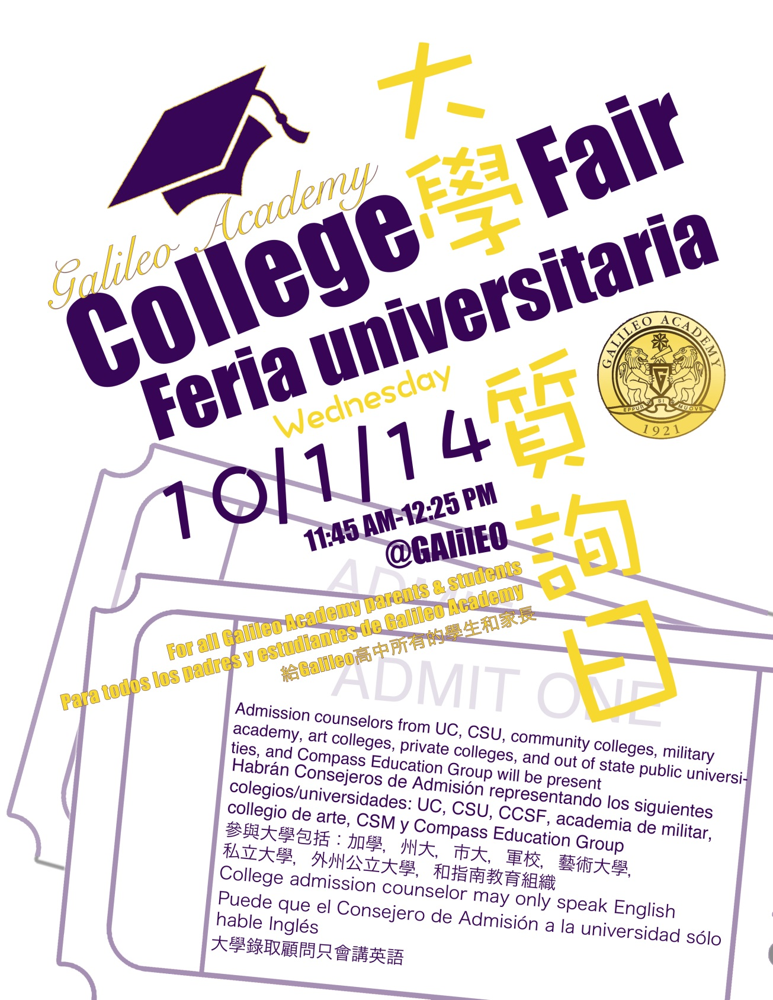 Galileo Academy
College Fair
大學
Feria universitaria
質詢日
GALILEO ACADEMY
EPPUR SI MUOVE
1921
Wednesday
10/1/14
11:45 AM-12:25 PM
@GAlilEO
For all Galileo Academy parents & students
Para todos los padres y estudiantes de Galileo Academy
給Galileo高中所有的學生和家長
ADMIT
ADMIT ONE
Admission counselors from UC, CSU, community colleges, military
academy, art colleges, private colleges, and out of state public universi-
ties, and Compass Education Group will be present
Habrán Consejeros de Admisión representando los siguientes
colegios/universidades: UC, CSU, CCSF, academia de militar,
collegio de arte, CSM y Compass Education Group
參與大學包括：加學, 州大, 市大, 軍校, 藝術大學,
私立大學, 外州公立大學, 和指南教育組織
College admission counselor may only speak English
Puede que el Consejero de Admisión a la universidad sólo
hable Inglés
大學錄取顧問只會講英語